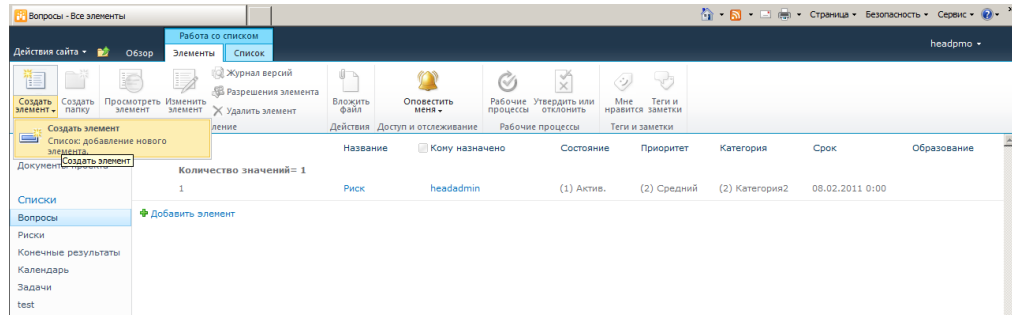 Вопросы - Все элементы
Страница Безопасность Сервис
Работа со списком
Действия сайта Обзор Элементы Список headpmo
Создать элемент Создать папку Просмотреть элемент Изменить элемент
Журнал версий
Разрешения элемента
Удалить элемент
Вложить файл Оповестить меня Рабочие процессы Утвердить или отклонить Мне нравится Теги и заметки
ление Действия Доступ и отслеживание Рабочие процессы Теги и заметки
Создать элемент
Список: добавление нового
элемента.
Создать элемент
Название Кому назначено Состояние Приоритет Категория Срок Образование
Документы проекта
Количество значений= 1
1 Риск headadmin (1) Актив. (2) Средний (2) Категория2 08.02.2011 0:00
Добавить элемент
Списки
Вопросы
Риски
Конечные результаты
Календарь
Задачи
test